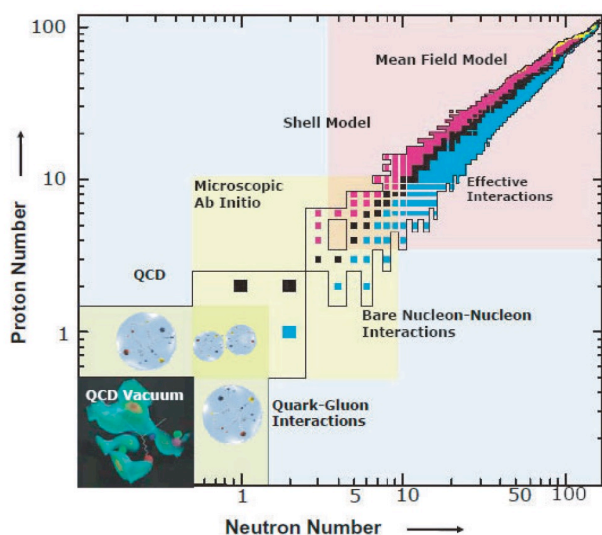 100
Mean Field Model
Shell Model
10
Microscopic
Ab Initio
Effective
Interactions
QCD
Bare Nucleon-Nucleon
Interactions
1
QCD Vacuum
Quark-Gluon
Interactions
1
5
10
50
100
Proton Number
Neutron Number